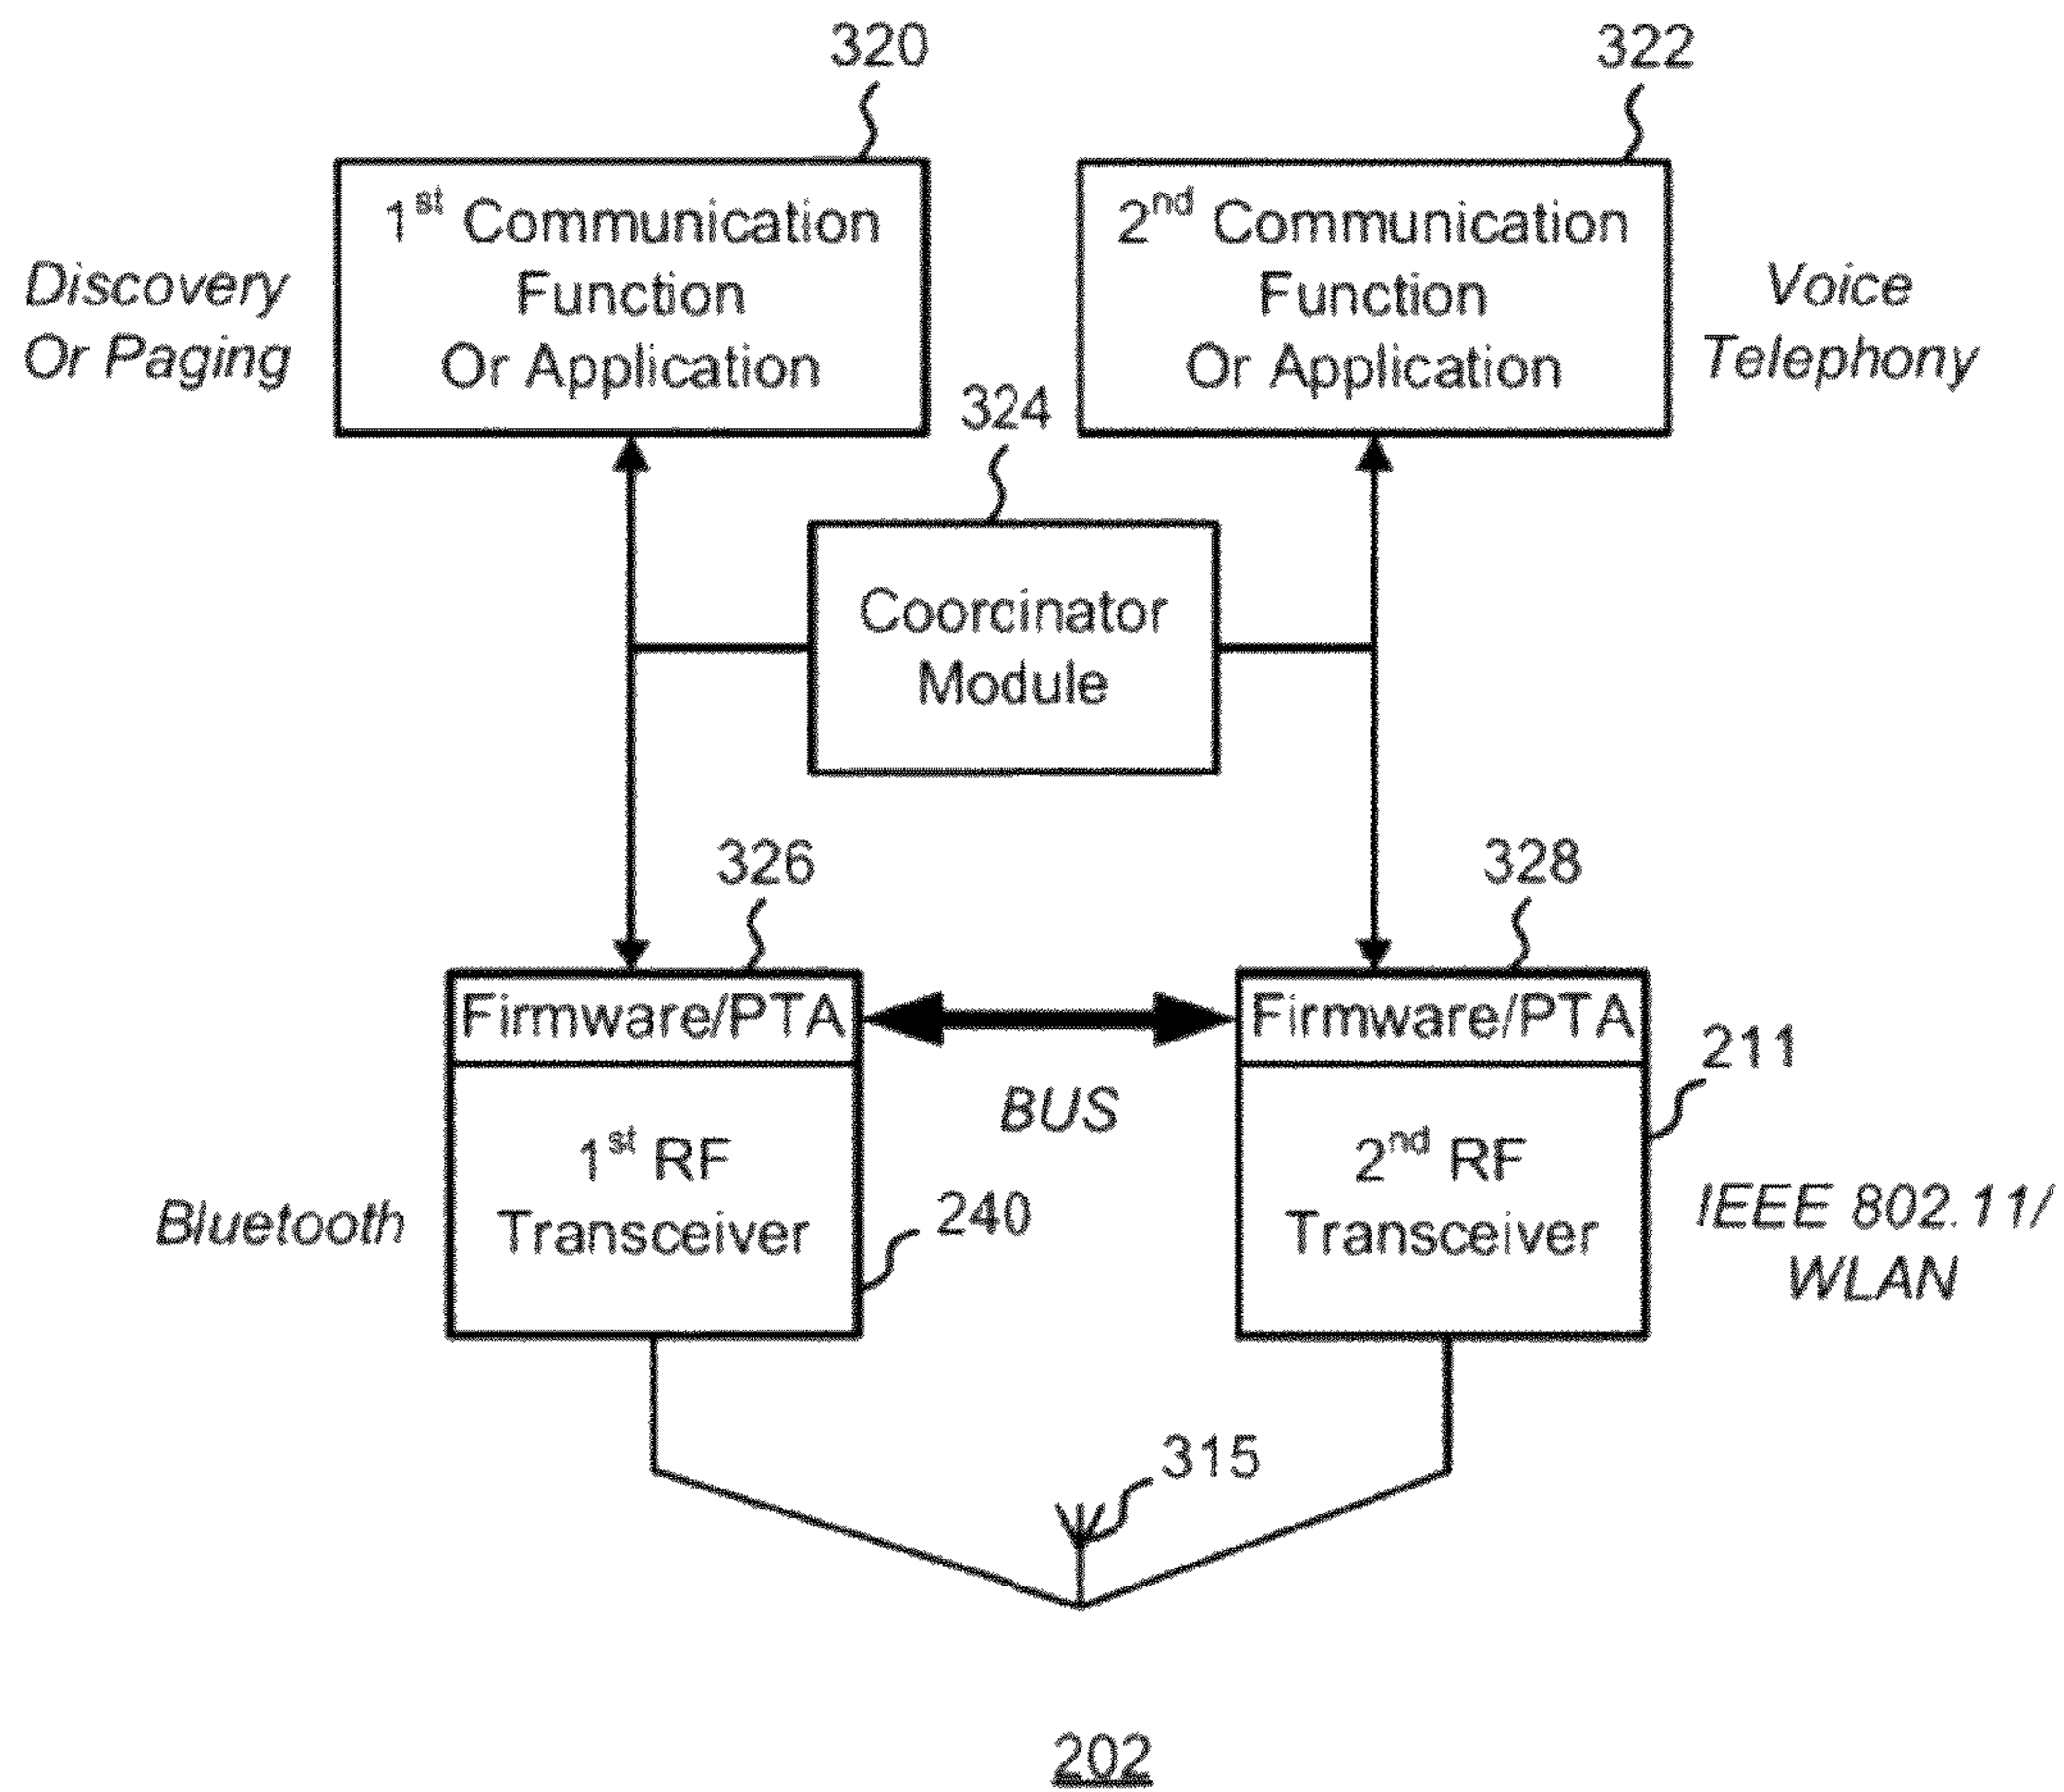 320
322
1st Communication
Function
Or Application
2nd Communication
Function
Or Application
Discovery
Or Paging
Voice
Telephony
324
Coorcinator
Module
326
328
Firmware/PTA
Firmware/PTA
BUS
211
1st RF
Transceiver
2nd RF
Transceiver
Bluetooth
240
IEEE 802.11/
WLAN
315
202